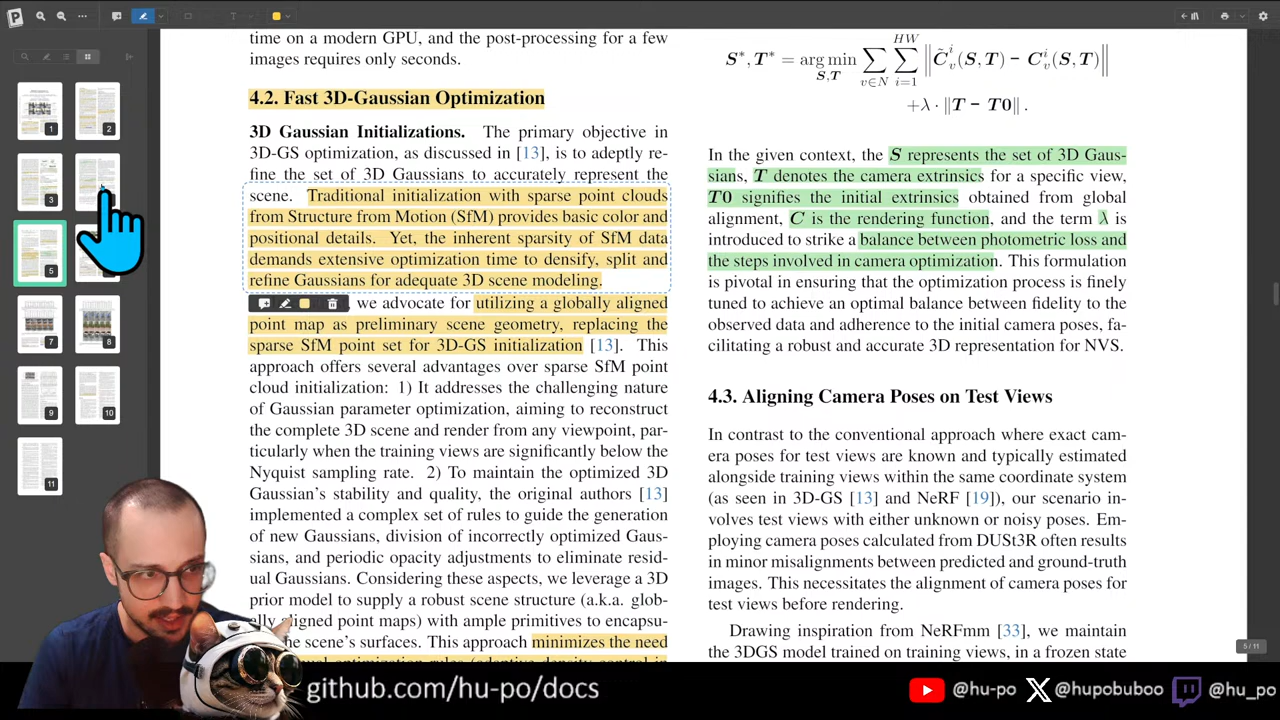 time on a modern GPU, and the post-processing for a few
images requires only seconds.
4.2. Fast 3D-Gaussian Optimization
3D Gaussian Initializations. The primary objective in
3D-GS optimization, as discussed in [13], is to adeptly re-
fine the set of 3D Gaussians to accurately represent the
scene. Traditional initialization with sparse point clouds
from Structure from Motion (SfM) provides basic color and
positional details. Yet, the inherent sparsity of SfM data
demands extensive optimization time to densify, split and
refine Gaussians for adequate 3D scene modeling.
we advocate for utilizing a globally aligned
point map as preliminary scene geometry, replacing the
sparse SfM point set for 3D-GS initialization [13]. This
approach offers several advantages over sparse SfM point
cloud initialization: 1) It addresses the challenging nature
of Gaussian parameter optimization, aiming to reconstruct
the complete 3D scene and render from any viewpoint, par-
ticularly when the training views are significantly below the
Nyquist sampling rate. 2) To maintain the optimized 3D
Gaussian's stability and quality, the original authors [13]
implemented a complex set of rules to guide the generation
of new Gaussians, division of incorrectly optimized Gaus-
sians, and periodic opacity adjustments to eliminate resid-
ual Gaussians. Considering these aspects, we leverage a 3D
prior model to supply a robust scene structure (a.k.a. glob-
ally aligned point maps) with ample primitives to encapsu-
the scene's surfaces. This approach minimizes the need
S*, T* = arg min S,T ∑ v∈N ∑ HW i=1 ‖C̃ᵢᵥ(S, T) − Cᵢᵥ(S, T)‖
+λ · ‖T − T0‖ .
In the given context, the S represents the set of 3D Gaus-
sians, T denotes the camera extrinsics for a specific view,
T0 signifies the initial extrinsics obtained from global
alignment, C is the rendering function, and the term λ is
introduced to strike a balance between photometric loss and
the steps involved in camera optimization. This formulation
is pivotal in ensuring that the optimization process is finely
tuned to achieve an optimal balance between fidelity to the
observed data and adherence to the initial camera poses, fa-
cilitating a robust and accurate 3D representation for NVS.
4.3. Aligning Camera Poses on Test Views
In contrast to the conventional approach where exact cam-
era poses for test views are known and typically estimated
alongside training views within the same coordinate system
(as seen in 3D-GS [13] and NeRF [19]), our scenario in-
volves test views with either unknown or noisy poses. Em-
ploying camera poses calculated from DUSt3R often results
in minor misalignments between predicted and ground-truth
images. This necessitates the alignment of camera poses for
test views before rendering.
Drawing inspiration from NeRFmm [33], we maintain
the 3DGS model trained on training views, in a frozen state
1
2
3
5
7
8
9
10
11
5 / 11
github.com/hu-po/docs
@hu-po
@hupobuboo
@hu_po